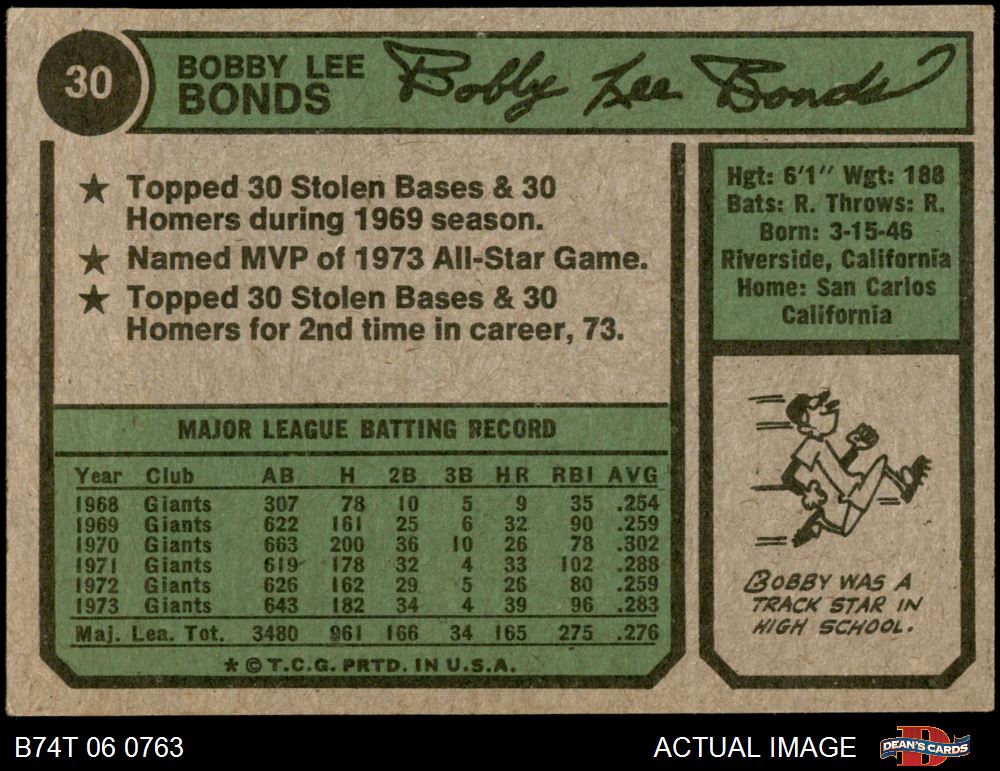 30
BOBBY LEE
BONDS
Bobby Lee Bonds
★ Topped 30 Stolen Bases & 30
Homers during 1969 season.
★ Named MVP of 1973 All-Star Game.
★ Topped 30 Stolen Bases & 30
Homers for 2nd time in career, 73.
Hgt: 6'1" Wgt: 188
Bats: R. Throws: R.
Born: 3-15-46
Riverside, California
Home: San Carlos
California
MAJOR LEAGUE BATTING RECORD
Year Club AB H 2B 3B HR RBI AVG
1968 Giants 307 78 10 5 9 35 .254
1969 Giants 622 161 25 6 32 90 .259
1970 Giants 663 200 36 10 26 78 .302
1971 Giants 619 178 32 4 33 102 .288
1972 Giants 626 162 29 5 26 80 .259
1973 Giants 643 182 34 4 39 96 .283
Maj. Lea. Tot. 3480 961 166 34 165 275 .276
★ © T.C.G. PRTD. IN U.S.A.
BOBBY WAS A
TRACK STAR IN
HIGH SCHOOL.
B74T 06 0763
ACTUAL IMAGE
DEAN'S CARDS